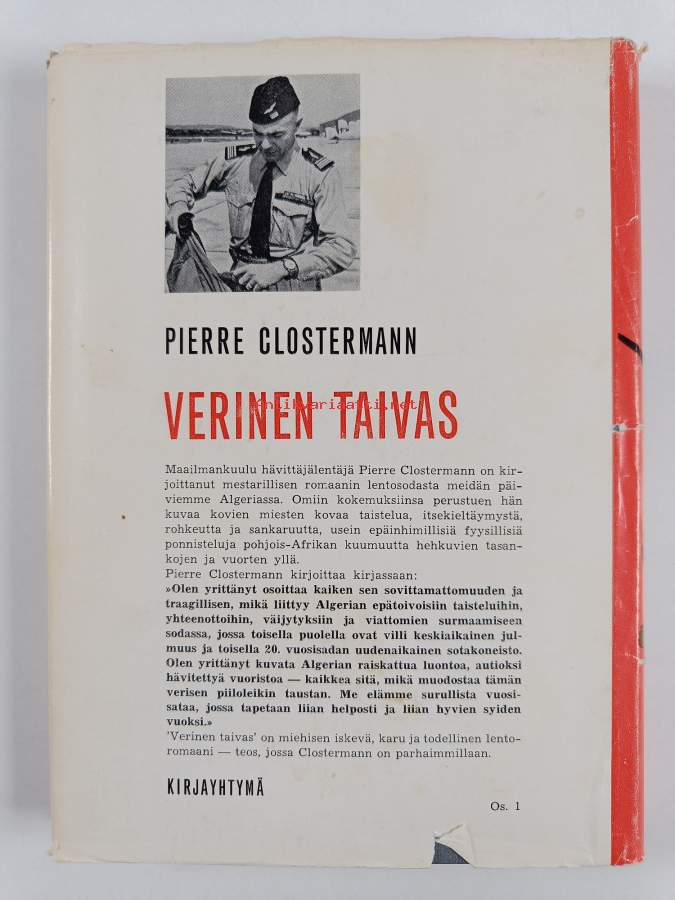 PIERRE CLOSTERMANN
VERINEN TAIVAS
Antikvariaatti.net
Maailmankuulu hävittäjälentäjä Pierre Clostermann on kir-
joittanut mestarillisen romaanin lentosodasta meidän päi-
viemme Algeriassa. Omiin kokemuksiinsa perustuen hän
kuvaa kovien miesten kovaa taistelua, itsekieltäymystä,
rohkeutta ja sankaruutta, usein epäinhimillisiä fyysillisiä
ponnisteluja pohjois-Afrikan kuumuutta hehkuvien tasan-
kojen ja vuorten yllä.
Pierre Clostermann kirjoittaa kirjassaan:
»Olen yrittänyt osoittaa kaiken sen sovittamattomuuden ja
traagillisen, mikä liittyy Algerian epätoivoisiin taisteluihin,
yhteenottoihin, väijytyksiin ja viattomien surmaamiseen
sodassa, jossa toisella puolella ovat villi keskiaikainen jul-
muus ja toisella 20. vuosisadan uudenaikainen sotakoneisto.
Olen yrittänyt kuvata Algerian raiskattua luontoa, autioksi
hävitettyä vuoristoa — kaikkea sitä, mikä muodostaa tämän
verisen piiloleikin taustan. Me elämme surullista vuosi-
sataa, jossa tapetaan liian helposti ja liian hyvien syiden
vuoksi.»
'Verinen taivas' on miehisen iskevä, karu ja todellinen lento-
romaani — teos, jossa Clostermann on parhaimmillaan.
KIRJAYHTYMÄ
Os. 1